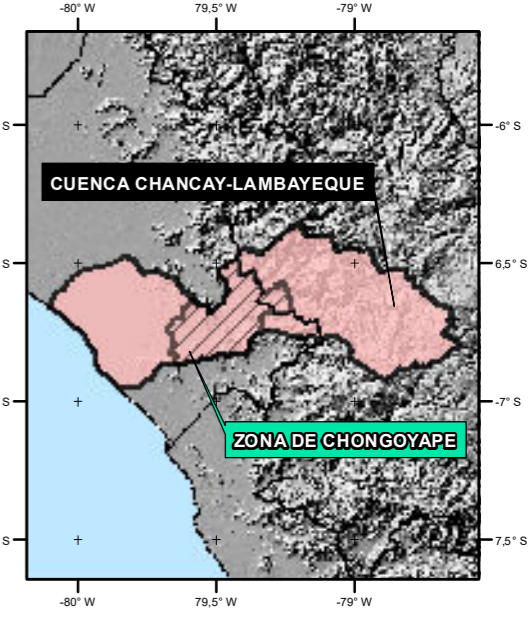 -80° W 79,5° W -79° W
S -6° S
CUENCA CHANCAY-LAMBAYEQUE
S 6,5° S
S -7° S
ZONA DE CHONGOYAPE
S 7,5° S
-80° W 79,5° W -79° W